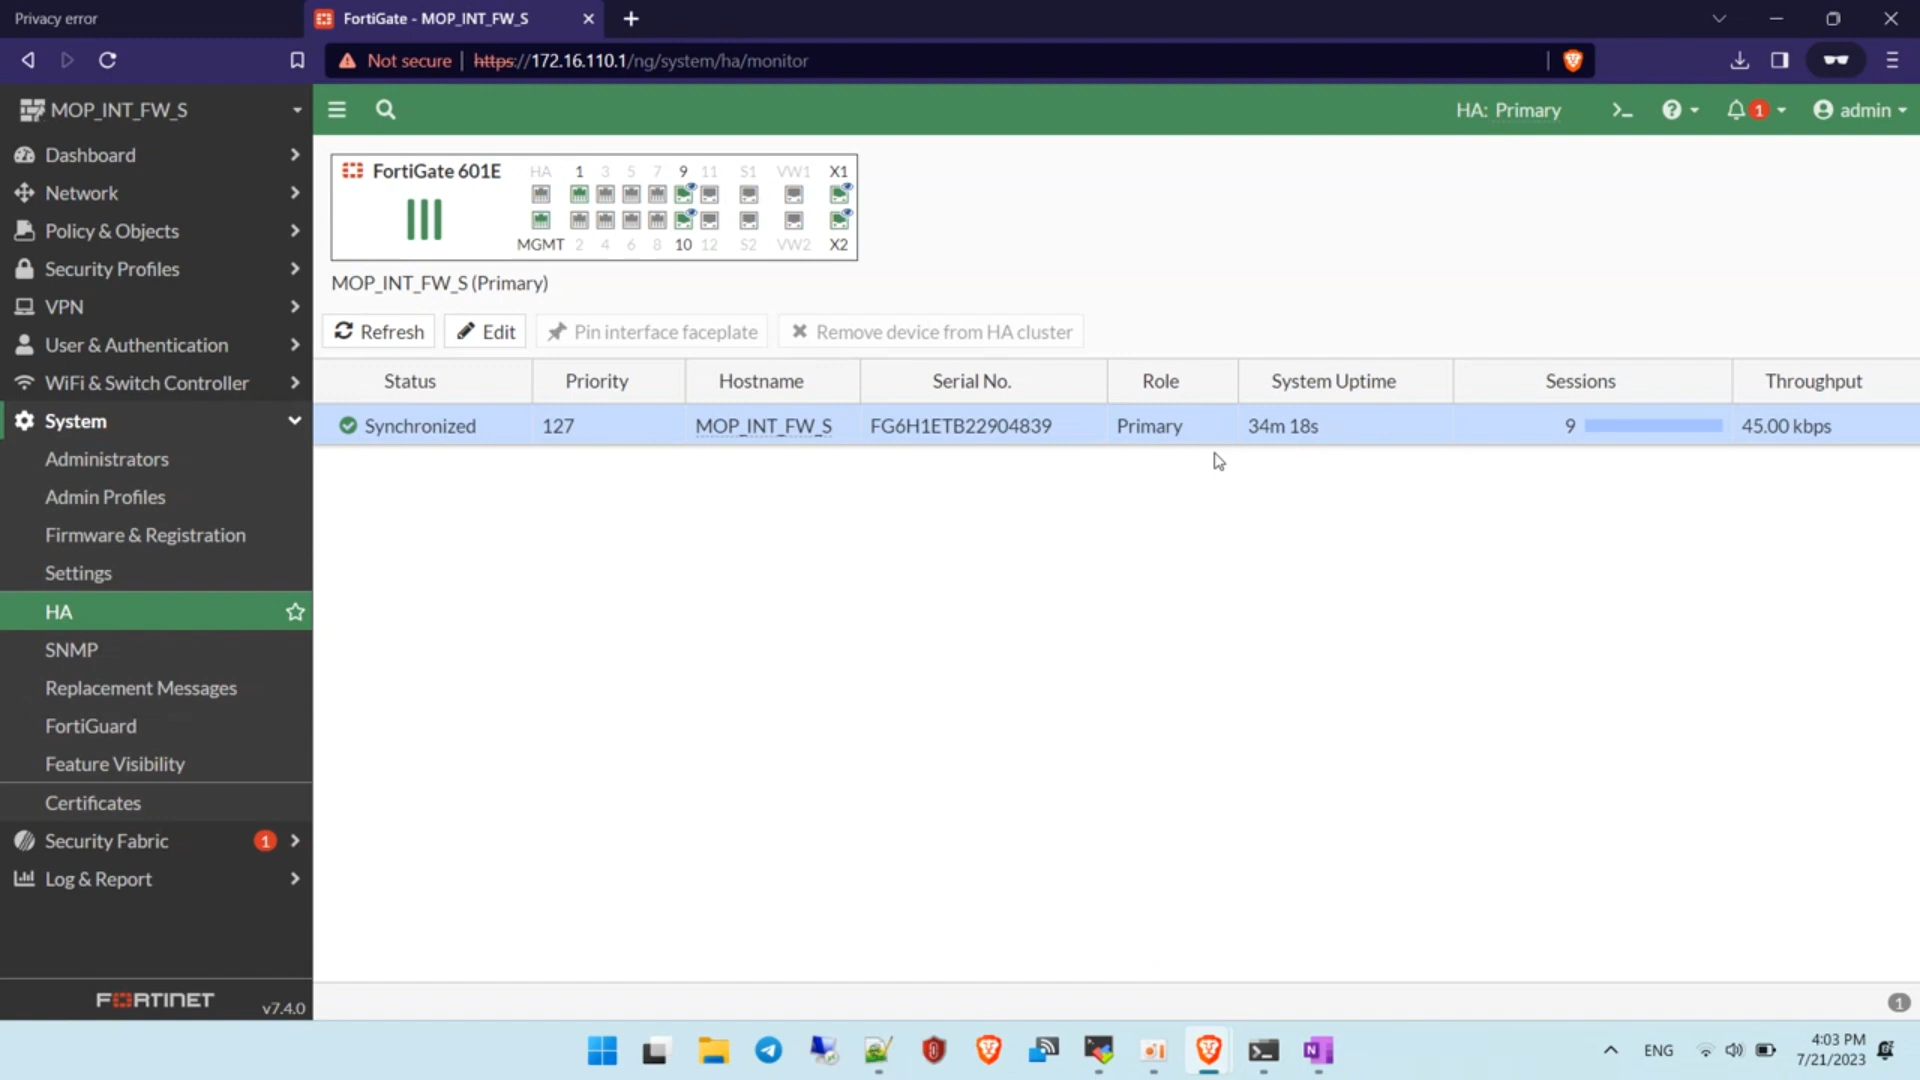 Privacy error
FortiGate - MOP_INT_FW_S
Not secure
https://172.16.110.1/ng/system/ha/monitor
MOP_INT_FW_S
HA: Primary
>_
1
admin
Dashboard
Network
Policy & Objects
Security Profiles
VPN
User & Authentication
WiFi & Switch Controller
System
Administrators
Admin Profiles
Firmware & Registration
Settings
HA
SNMP
Replacement Messages
FortiGuard
Feature Visibility
Certificates
Security Fabric 1
Log & Report
FORTINET v7.4.0
FortiGate 601E
HA 1 3 5 7 9 11 S1 VW1 X1
MGMT 2 4 6 8 10 12 S2 VW2 X2
MOP_INT_FW_S (Primary)
Refresh Edit Pin interface faceplate Remove device from HA cluster
Status Priority Hostname Serial No. Role System Uptime Sessions Throughput
Synchronized 127 MOP_INT_FW_S FG6H1ETB22904839 Primary 34m 18s 9 45.00 kbps
1
ENG
4:03 PM
7/21/2023